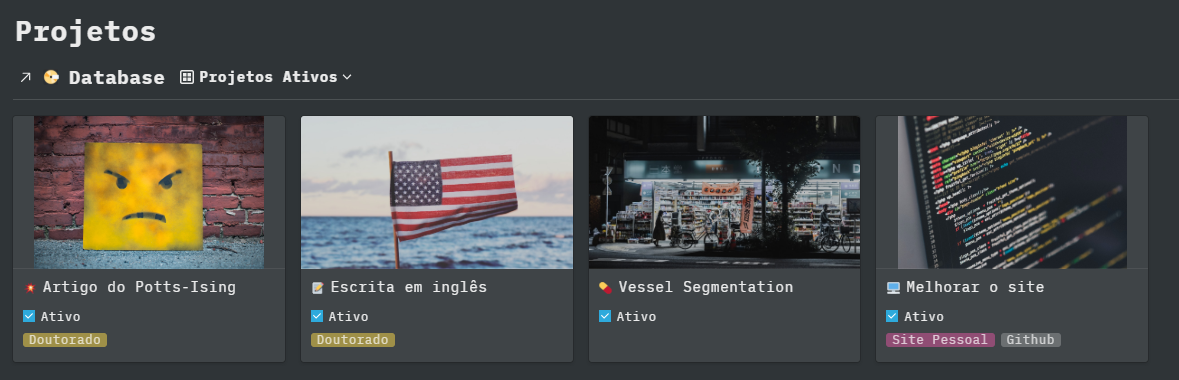 Projetos
Database Projetos Ativos
Artigo do Potts-Ising
Ativo
Doutorado
Escrita em inglês
Ativo
Doutorado
Vessel Segmentation
Ativo
Melhorar o site
Ativo
Site Pessoal Github